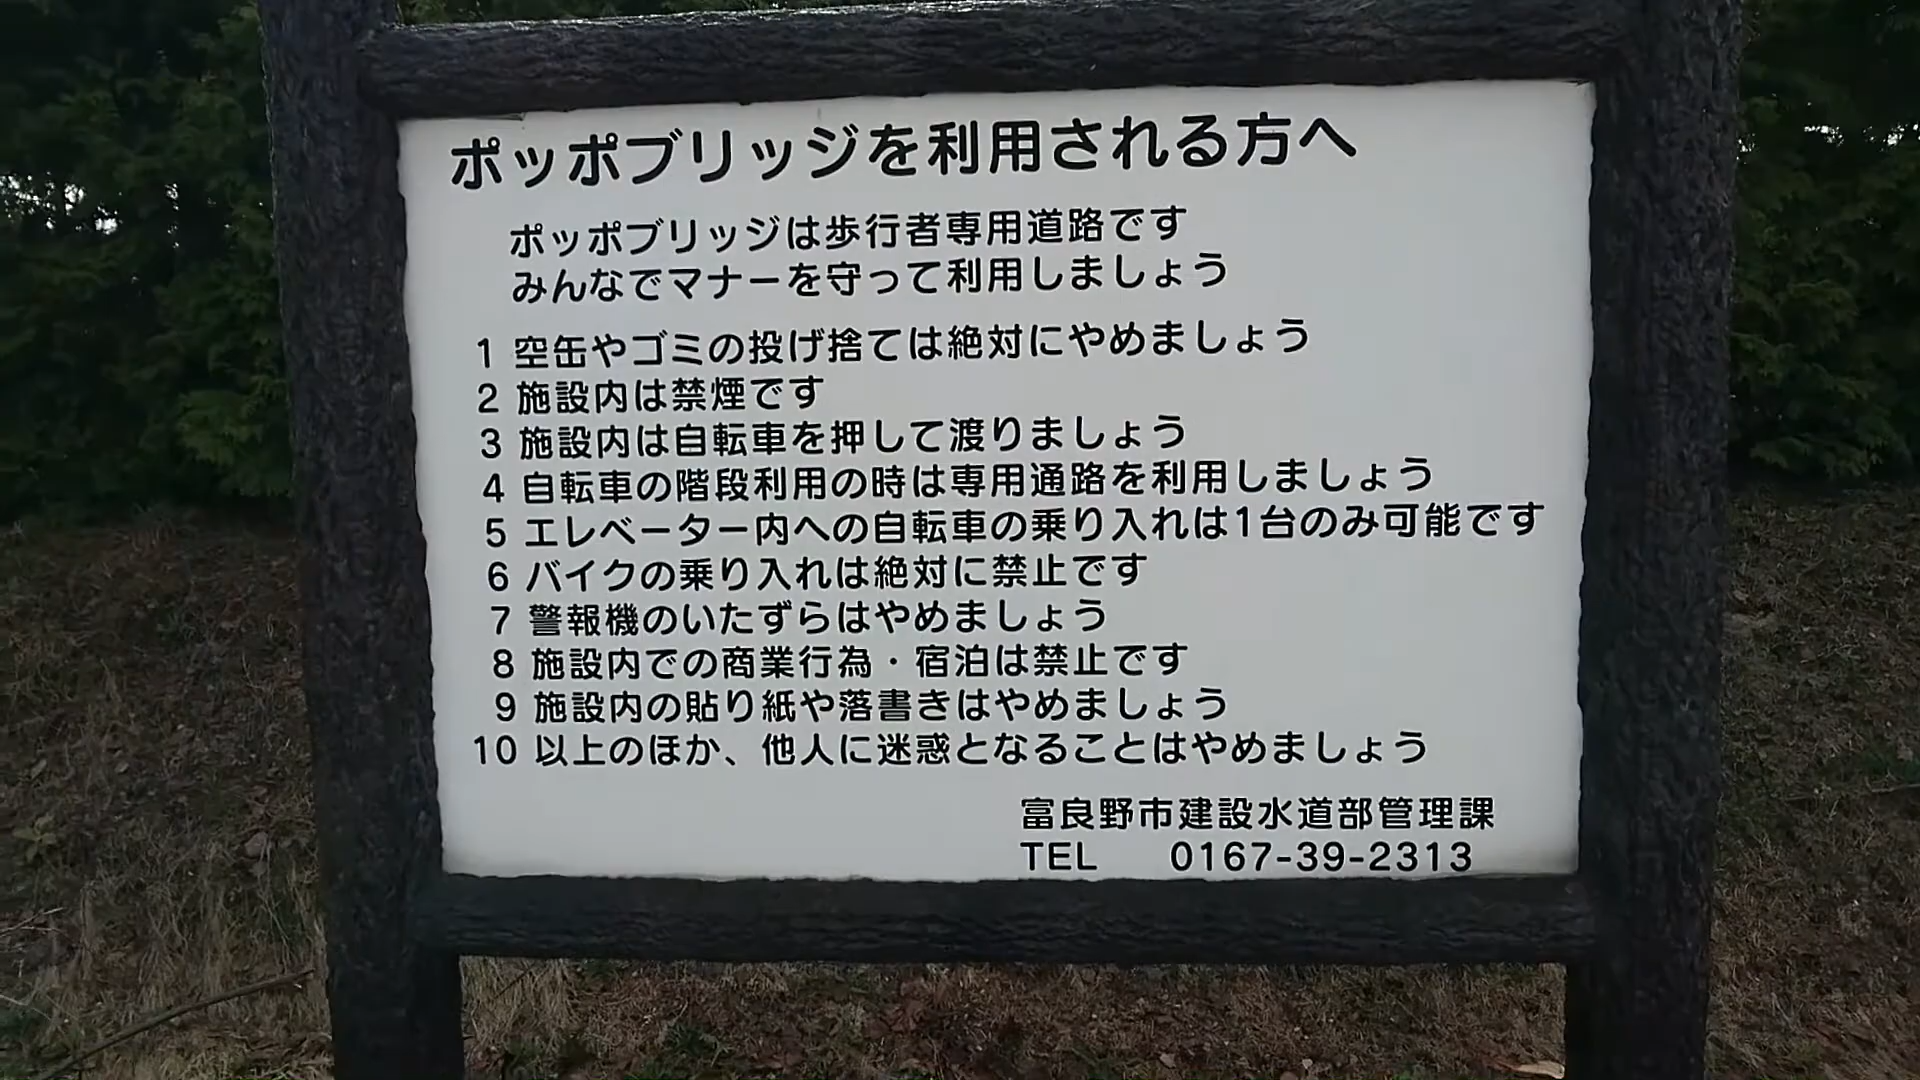 ポッポブリッジを利用される方へ
ポッポブリッジは歩行者専用道路です
みんなでマナーを守って利用しましょう
1 空缶やゴミの投げ捨ては絶対にやめましょう
2 施設内は禁煙です
3 施設内は自転車を押して渡りましょう
4 自転車の階段利用の時は専用通路を利用しましょう
5 エレベーター内への自転車の乗り入れは1台のみ可能です
6 バイクの乗り入れは絶対に禁止です
7 警報機のいたずらはやめましょう
8 施設内での商業行為・宿泊は禁止です
9 施設内の貼り紙や落書きはやめましょう
10 以上のほか、他人に迷惑となることはやめましょう
富良野市建設水道部管理課
TEL 0167-39-2313